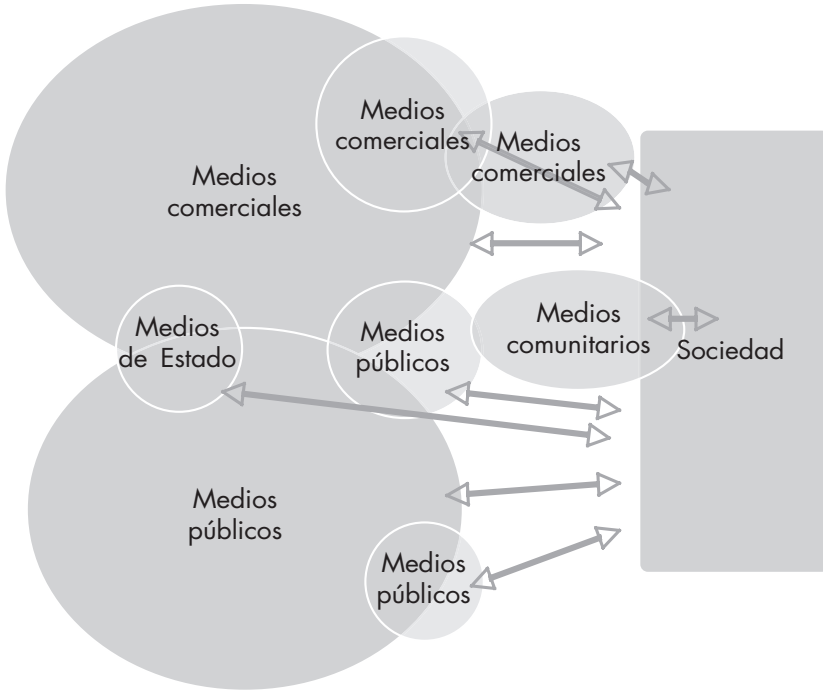 Medios
comerciales
Medios
comerciales
Medios
comerciales
Medios
de Estado
Medios
públicos
Medios
comunitarios
Sociedad
Medios
públicos
Medios
públicos